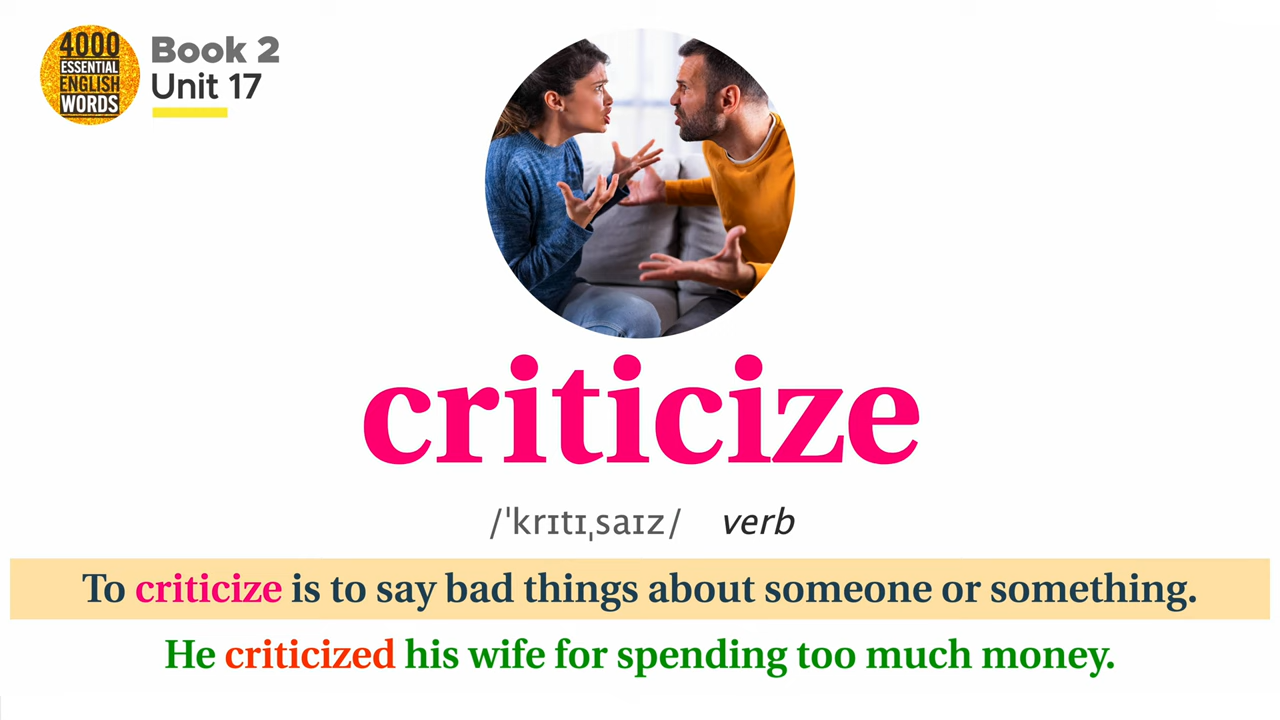 4000
ESSENTIAL
ENGLISH
WORDS
Book 2
Unit 17
criticize
/ˈkrɪtɪˌsaɪz/ verb
To criticize is to say bad things about someone or something.
He criticized his wife for spending too much money.